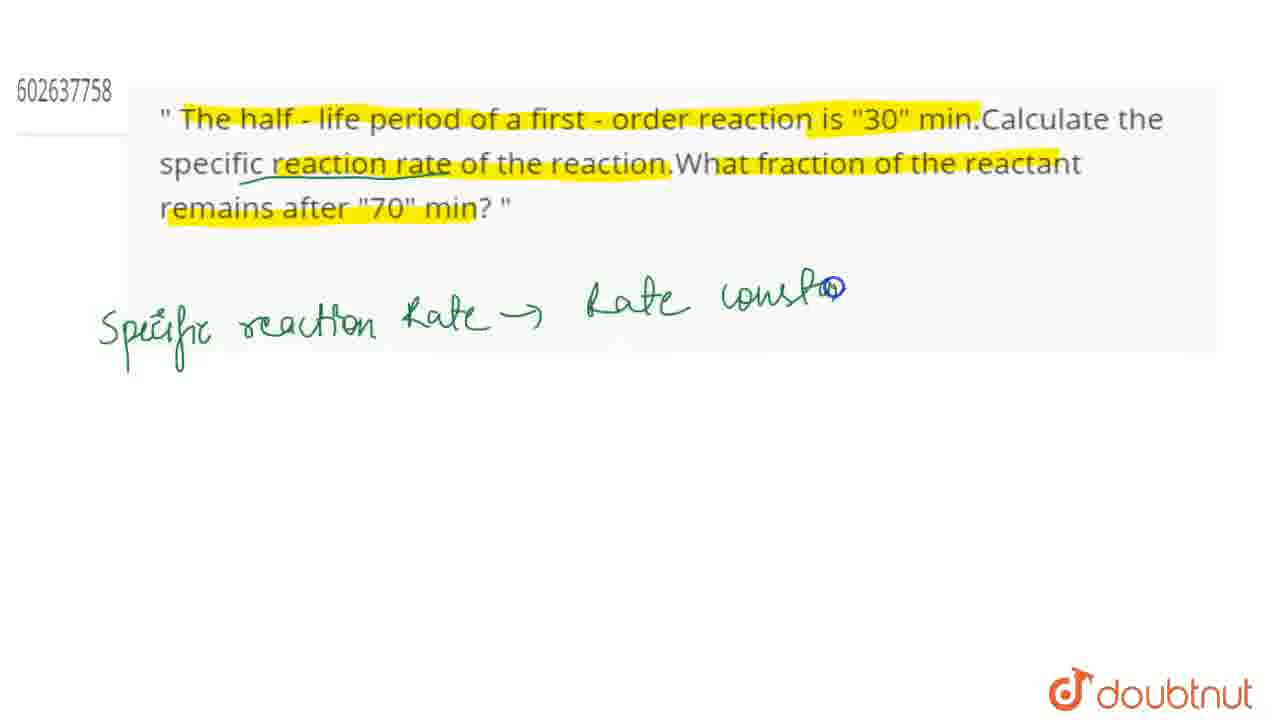 602637758
" The half - life period of a first - order reaction is "30" min.Calculate the
specific reaction rate of the reaction.What fraction of the reactant
remains after "70" min? "
Specific reaction Rate → Rate consta
doubtnut